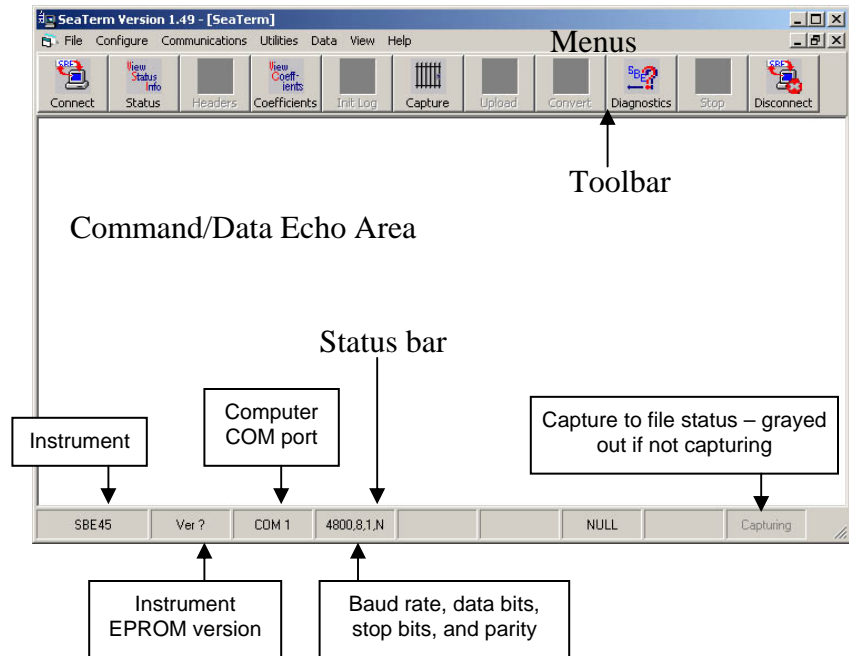 SeaTerm Version 1.49 - [SeaTerm]
File Configure Communications Utilities Data View Help
Menus
SBE
View Status Info
View Coeff-icients
SBE
SBE
Connect Status Headers Coefficients Init Log Capture Upload Convert Diagnostics Stop Disconnect
Toolbar
Command/Data Echo Area
Status bar
Instrument
Computer
COM port
Capture to file status – grayed
out if not capturing
SBE45 Ver ? COM 1 4800,8,1,N NULL Capturing
Instrument
EPROM version
Baud rate, data bits,
stop bits, and parity